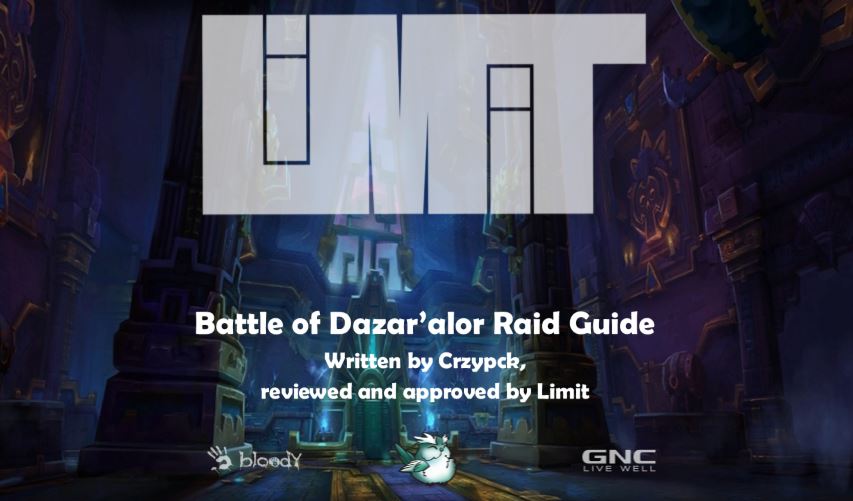 LiMiT
Battle of Dazar’alor Raid Guide
Written by Crzypck,
reviewed and approved by Limit
bloody GNC
LIVE WELL